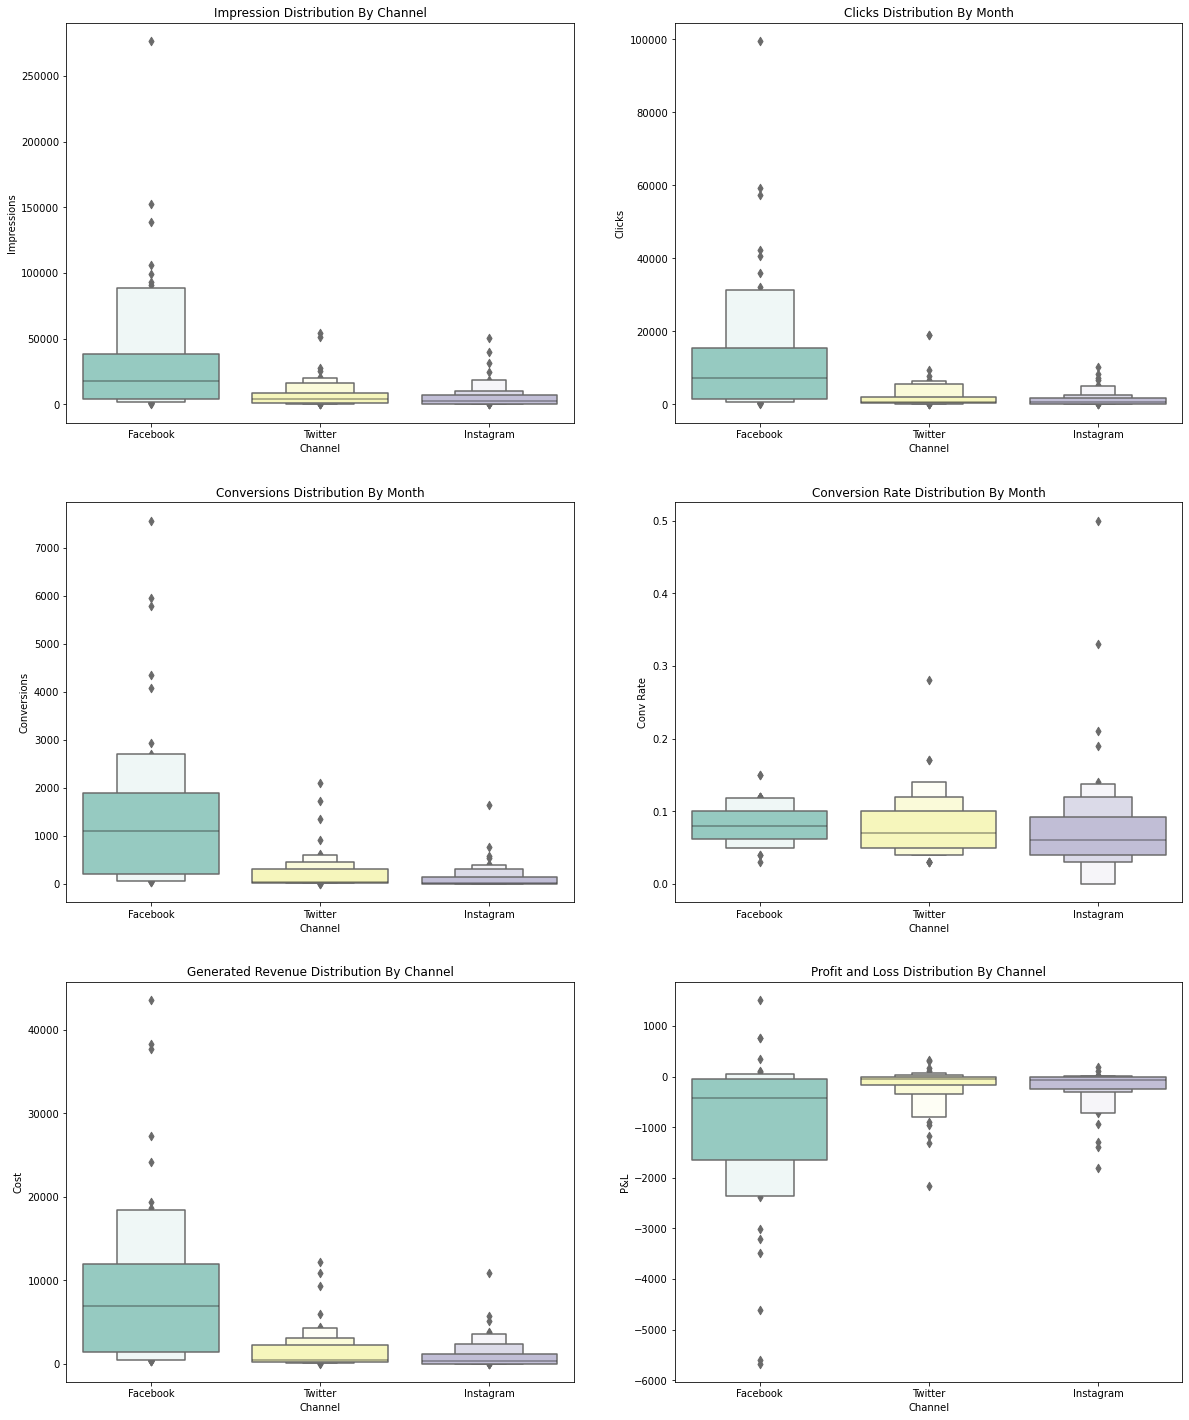 Impression Distribution By Channel
Impressions
250000
200000
150000
100000
50000
0
Facebook Twitter Instagram
Channel
Clicks Distribution By Month
Clicks
100000
80000
60000
40000
20000
0
Facebook Twitter Instagram
Channel
Conversions Distribution By Month
Conversions
7000
6000
5000
4000
3000
2000
1000
0
Facebook Twitter Instagram
Channel
Conversion Rate Distribution By Month
Conv Rate
0.5
0.4
0.3
0.2
0.1
0.0
Facebook Twitter Instagram
Channel
Generated Revenue Distribution By Channel
Cost
40000
30000
20000
10000
0
Facebook Twitter Instagram
Channel
Profit and Loss Distribution By Channel
P&L
1000
0
−1000
−2000
−3000
−4000
−5000
−6000
Facebook Twitter Instagram
Channel